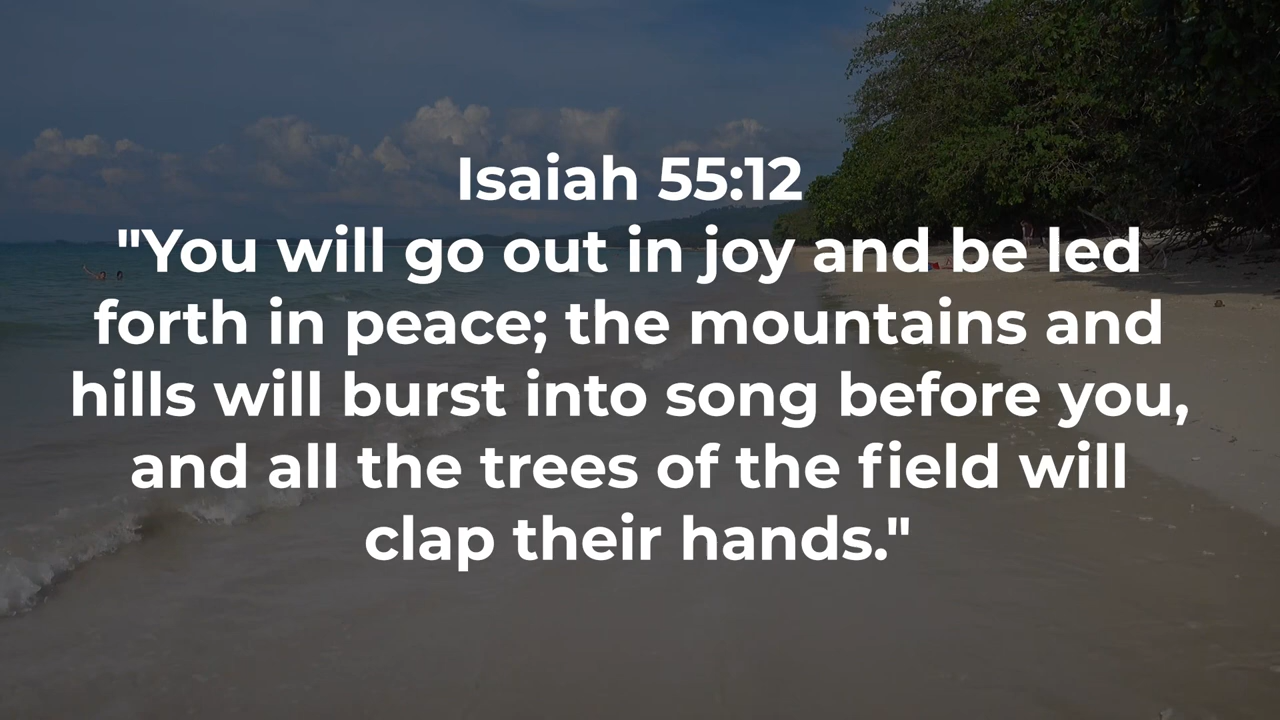 Isaiah 55:12
"You will go out in joy and be led
forth in peace; the mountains and
hills will burst into song before you,
and all the trees of the field will
clap their hands."